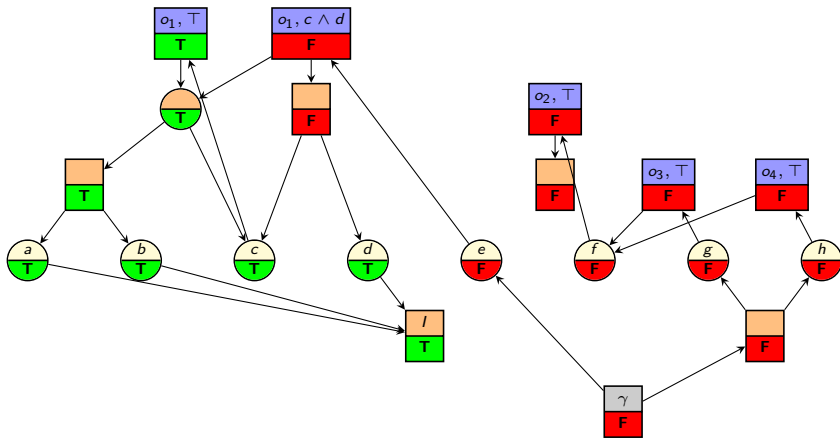 o₁, ⊤
T
o₁, c ∧ d
F
T
F
o₂, ⊤
F
T
F
o₃, ⊤
F
o₄, ⊤
F
a
T
b
T
c
T
d
T
e
F
f
F
g
F
h
F
I
T
F
γ
F